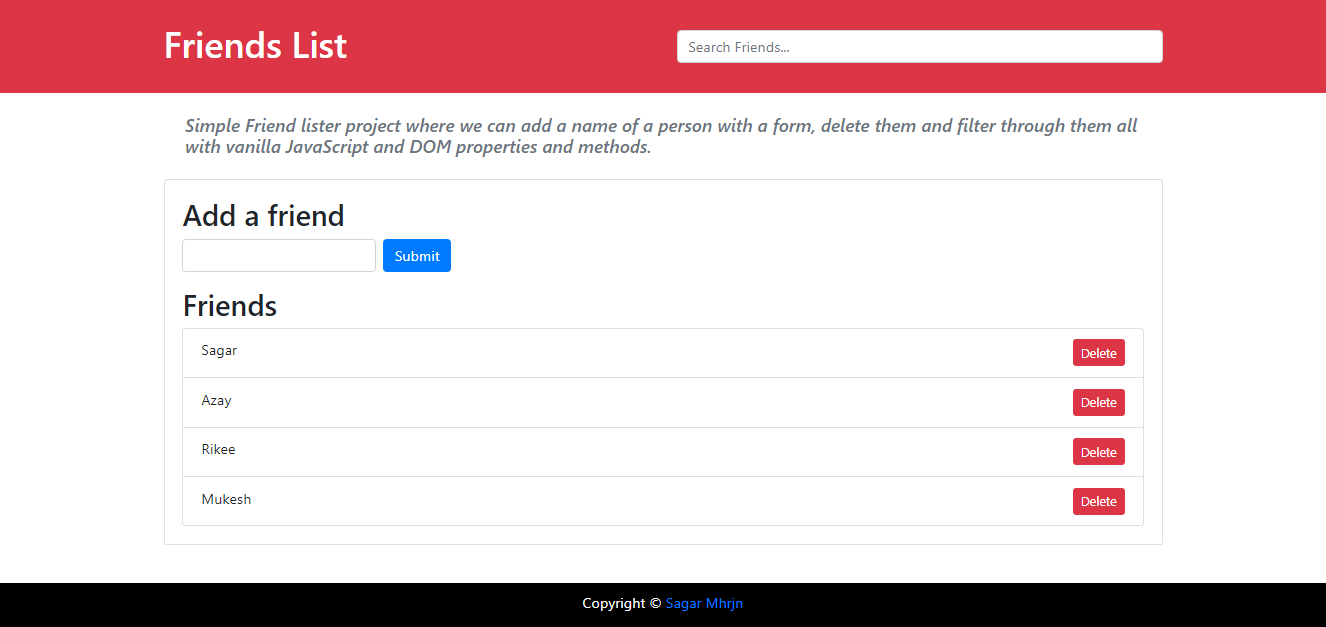 Friends List
Search Friends...
Simple Friend lister project where we can add a name of a person with a form, delete them and filter through them all
with vanilla JavaScript and DOM properties and methods.
Add a friend
Submit
Friends
Sagar Delete
Azay Delete
Rikee Delete
Mukesh Delete
Copyright © Sagar Mhrjn